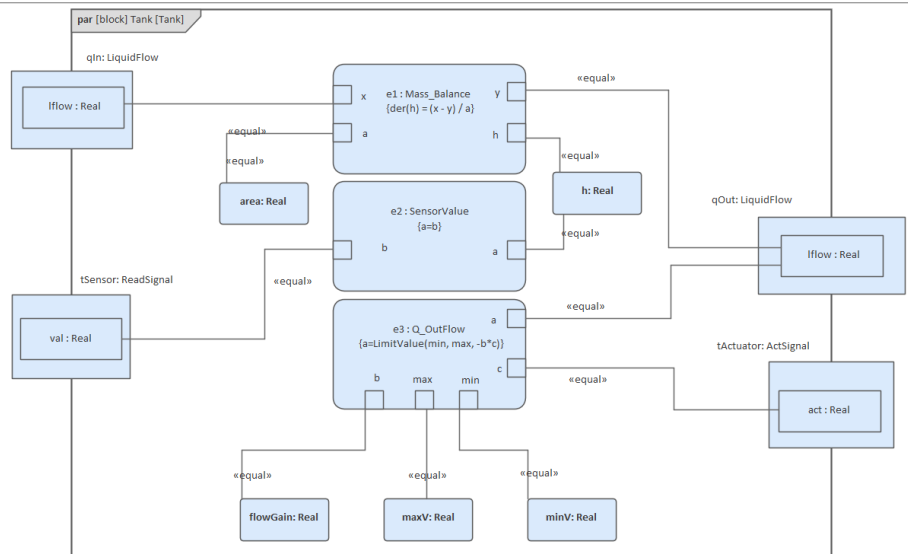 par [block] Tank [Tank]
qIn: LiquidFlow
lflow : Real
x
e1 : Mass_Balance
{der(h) = (x - y) / a}
y
«equal»
a
h
«equal»
«equal»
area: Real
«equal»
h: Real
e2 : SensorValue
{a=b}
b
a
«equal»
qOut: LiquidFlow
lflow : Real
tSensor: ReadSignal
«equal»
val : Real
e3 : Q_OutFlow
{a=LimitValue(min, max, -b*c)}
a
«equal»
c
b
max
min
«equal»
tActuator: ActSignal
act : Real
«equal»
«equal»
«equal»
flowGain: Real
maxV: Real
minV: Real